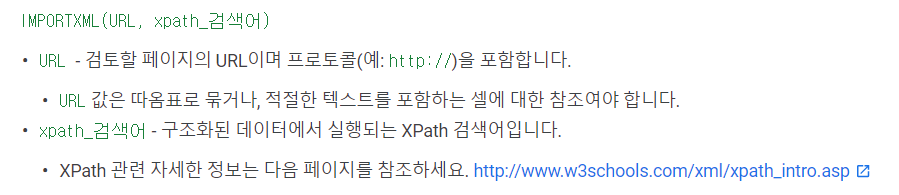 IMPORTXML(URL, xpath_검색어)
• URL - 검토할 페이지의 URL이며 프로토콜(예: http://)을 포함합니다.
• URL 값은 따옴표로 묶거나, 적절한 텍스트를 포함하는 셀에 대한 참조여야 합니다.
• xpath_검색어 - 구조화된 데이터에서 실행되는 XPath 검색어입니다.
• XPath 관련 자세한 정보는 다음 페이지를 참조하세요. http://www.w3schools.com/xml/xpath_intro.asp